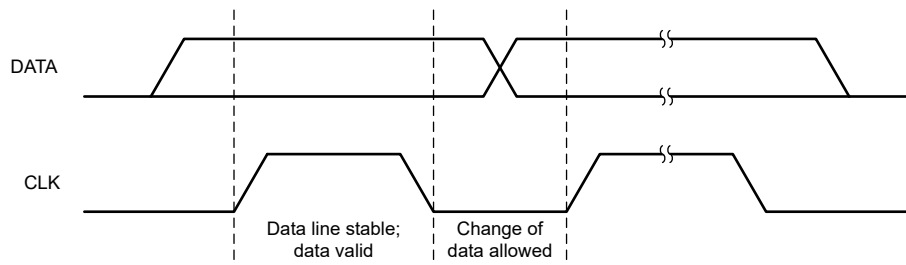 DATA
CLK
Data line stable;
data valid
Change of
data allowed